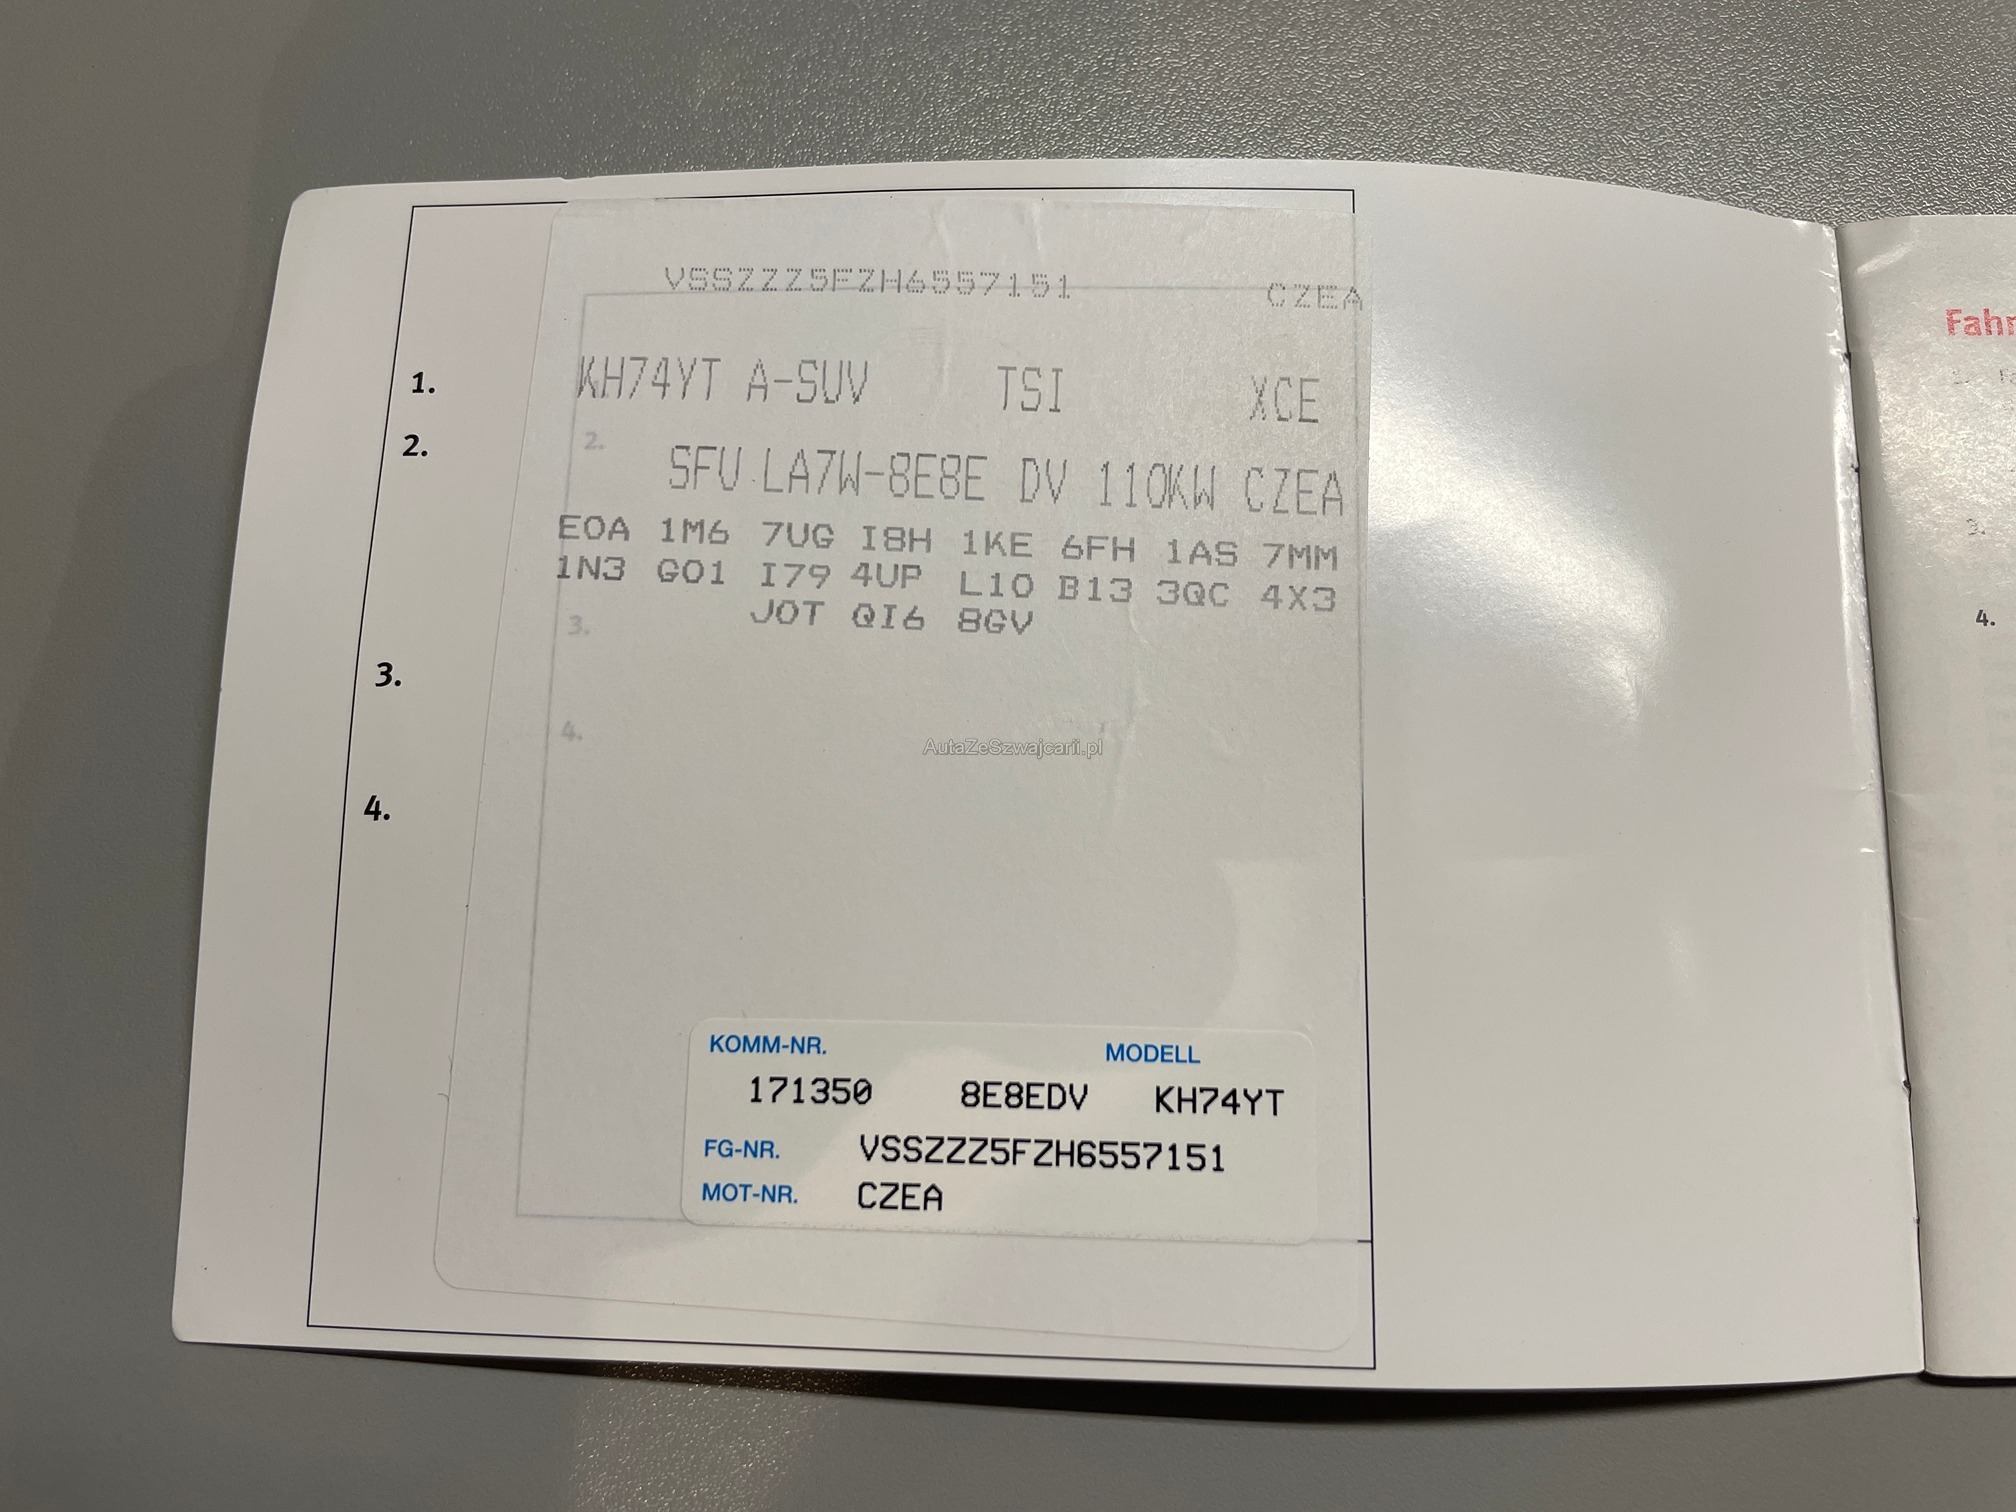 VSSZZZ5FZH6557151 CZEA
1. KH74YT A-SUV TSI XCE
2. 2. SFU LA7W-8E8E DV 110KW CZEA
E0A 1M6 7UG I8H 1KE 6FH 1AS 7MM
1N3 G01 I79 4UP L10 B13 3QC 4X3
3. J0T QI6 8GV
3.
4.
4.
AutaZeSzwajcarii.pl
KOMM-NR. MODELL
171350 8E8EDV KH74YT
FG-NR. VSSZZZ5FZH6557151
MOT-NR. CZEA
Fahr
3.
4.